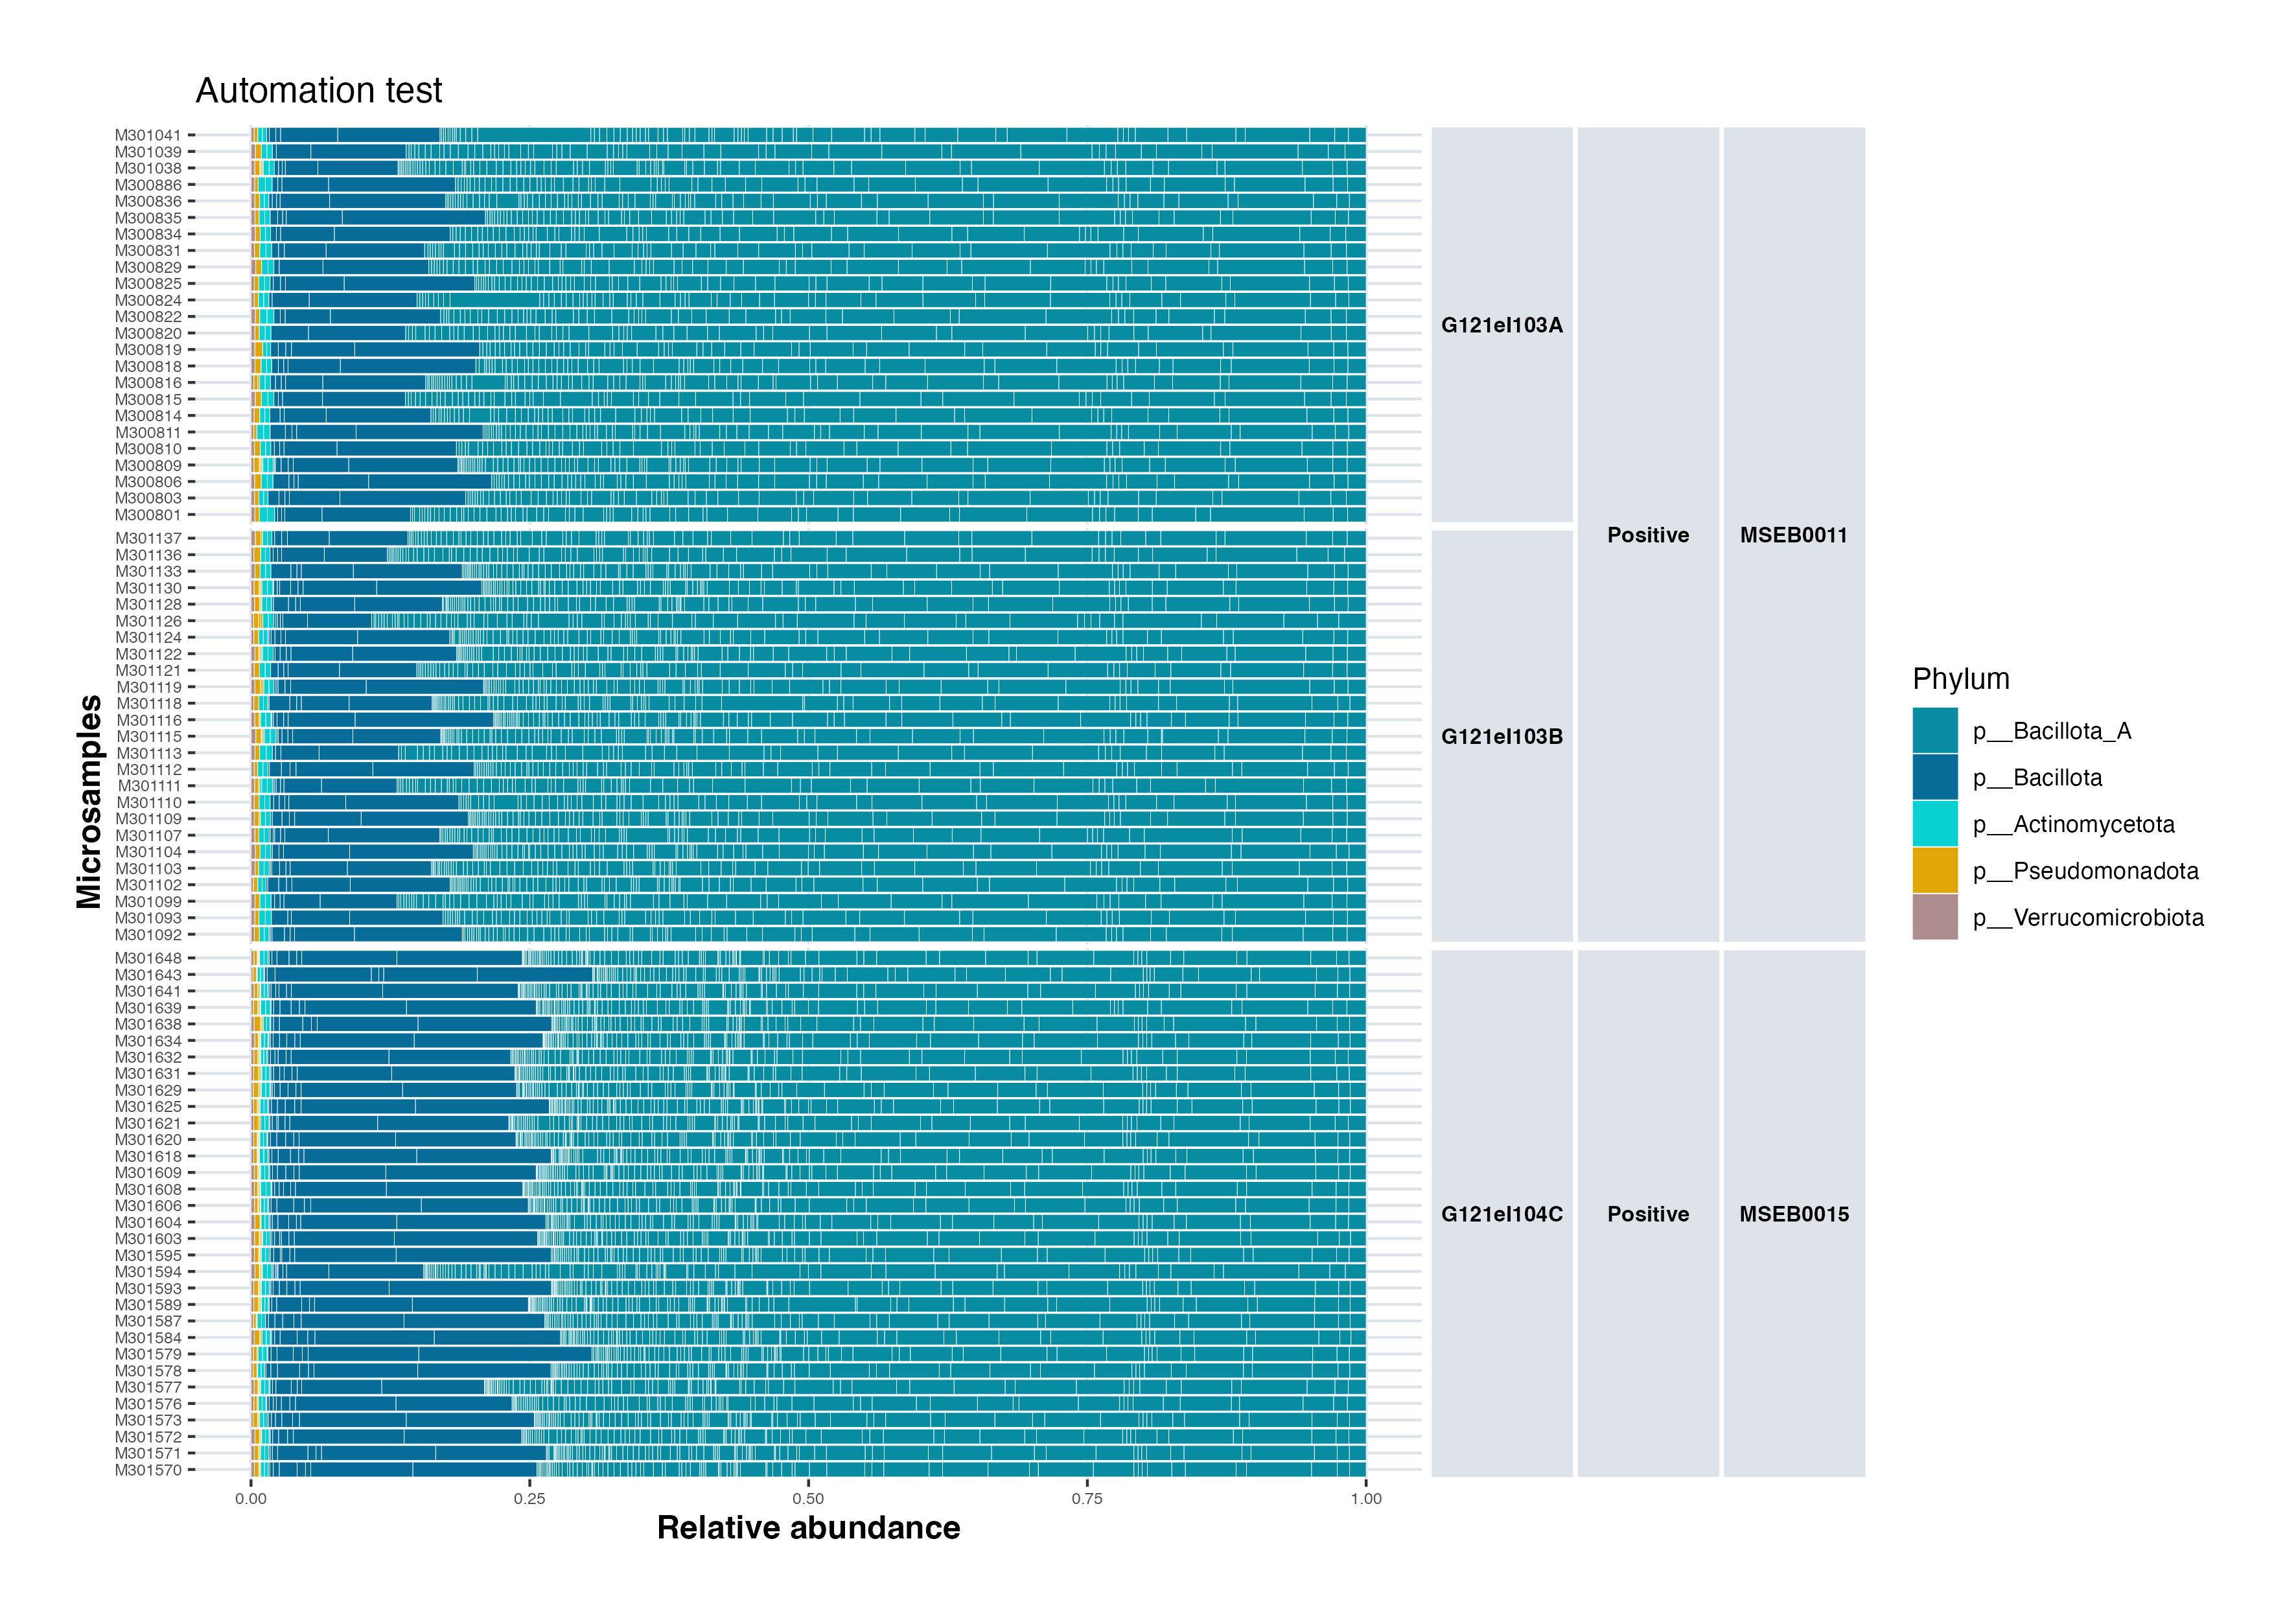 Automation test
M301041
M301039
M301038
M300886
M300836
M300835
M300834
M300831
M300829
M300825
M300824
M300822
M300820
M300819
M300818
M300816
M300815
M300814
M300811
M300810
M300809
M300806
M300803
M300801
M301137
M301136
M301133
M301130
M301128
M301126
M301124
M301122
M301121
M301119
M301118
M301116
M301115
M301113
M301112
M301111
M301110
M301109
M301107
M301104
M301103
M301102
M301099
M301093
M301092
M301648
M301643
M301641
M301639
M301638
M301634
M301632
M301631
M301629
M301625
M301621
M301620
M301618
M301609
M301608
M301606
M301604
M301603
M301595
M301594
M301593
M301589
M301587
M301584
M301579
M301578
M301577
M301576
M301573
M301572
M301571
M301570
Microsamples
0.00 0.25 0.50 0.75 1.00
Relative abundance
G121eI103A
G121eI103B
G121eI104C
Positive
Positive
MSEB0011
MSEB0015
Phylum
p__Bacillota_A
p__Bacillota
p__Actinomycetota
p__Pseudomonadota
p__Verrucomicrobiota